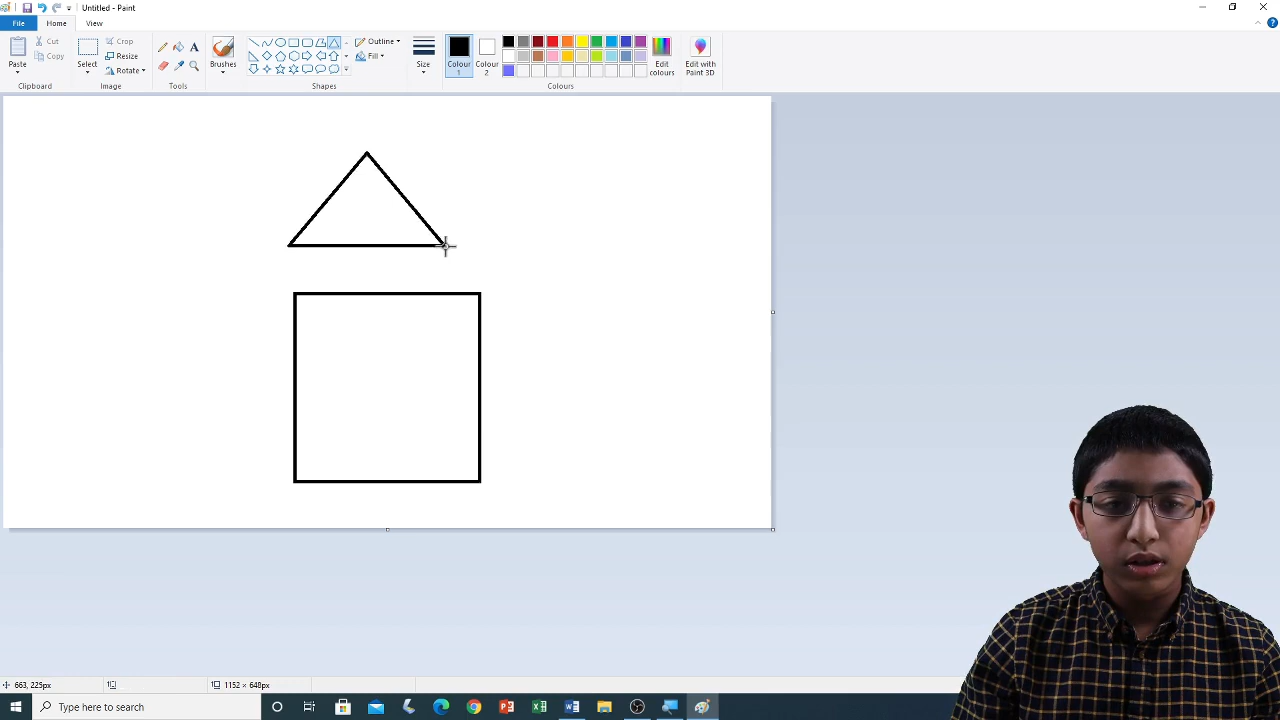 Untitled - Paint
File
Home
View
Paste
Cut
Copy
Clipboard
Select
Crop
Resize
Rotate
Image
Tools
Brushes
Shapes
Outline
Fill
Size
Colour 1
Colour 2
Edit colours
Edit with Paint 3D
Colours
663, 225px
1152 × 648px
Type here to search